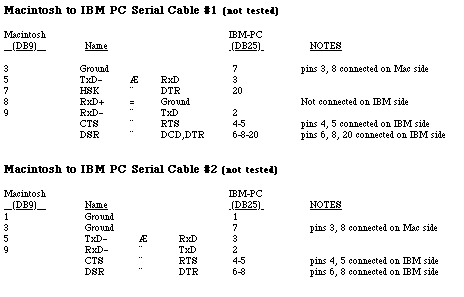 Macintosh to IBM PC Serial Cable #1 (not tested)
Macintosh IBM-PC
(DB9) Name (DB25) NOTES
3 Ground 7 pins 3, 8 connected on Mac side
5 TxD- Æ RxD 3
7 HSK ¨ DTR 20
8 RxD+ = Ground Not connected on IBM side
9 RxD- ¨ TxD 2
CTS ¨ RTS 4-5 pins 4, 5 connected on IBM side
DSR ¨ DCD,DTR 6-8-20 pins 6, 8, 20 connected on IBM side
Macintosh to IBM PC Serial Cable #2 (not tested)
Macintosh IBM-PC
(DB9) Name (DB25) NOTES
1 Ground 1
3 Ground 7 pins 3, 8 connected on Mac side
5 TxD- Æ RxD 3
9 RxD- ¨ TxD 2
CTS ¨ RTS 4-5 pins 4, 5 connected on IBM side
DSR ¨ DTR 6-8 pins 6, 8 connected on IBM side